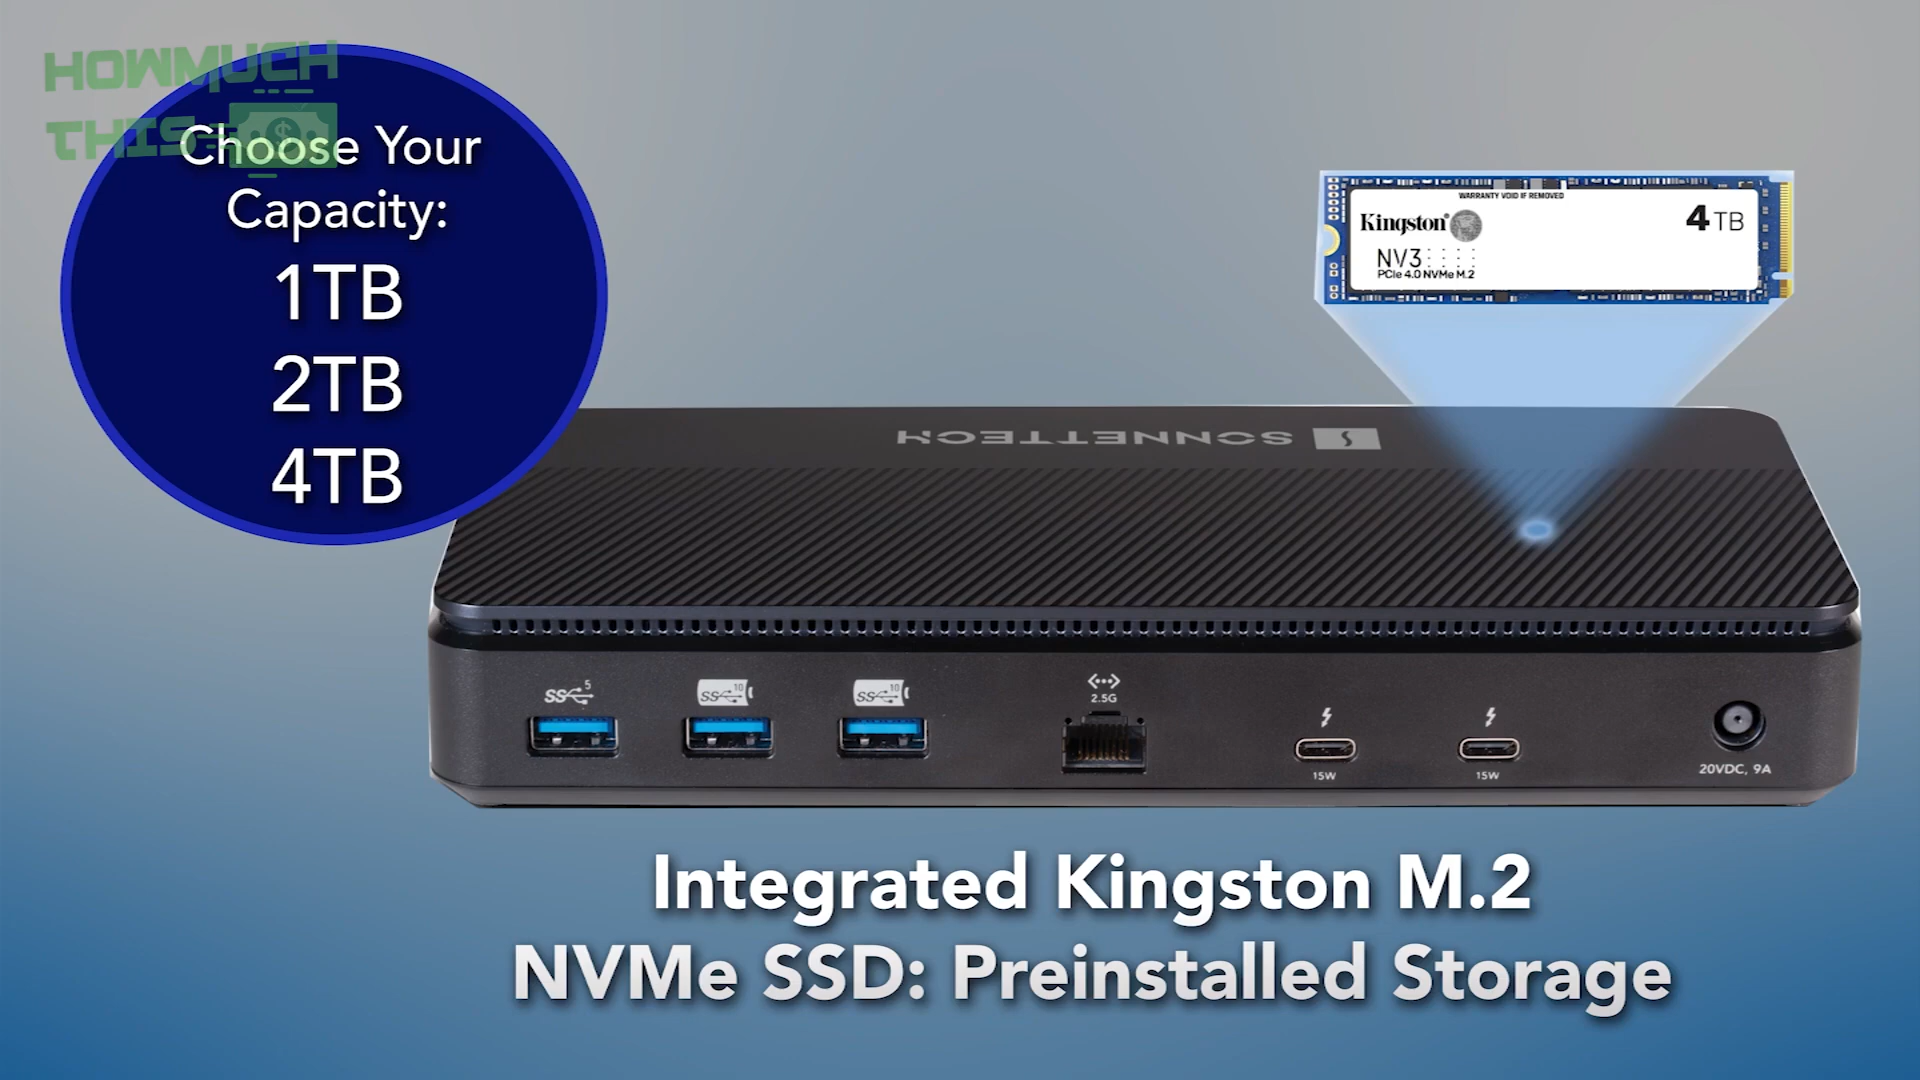 HOWMUCH
THIS
Choose Your
Capacity:
1TB
2TB
4TB
WARRANTY VOID IF REMOVED
Kingston
4TB
NV3
PCIe 4.0 NVMe M.2
SONNETTECH
SS 5
SS 10
SS 10
2.5G
15W
15W
20VDC, 9A
Integrated Kingston M.2
NVMe SSD: Preinstalled Storage